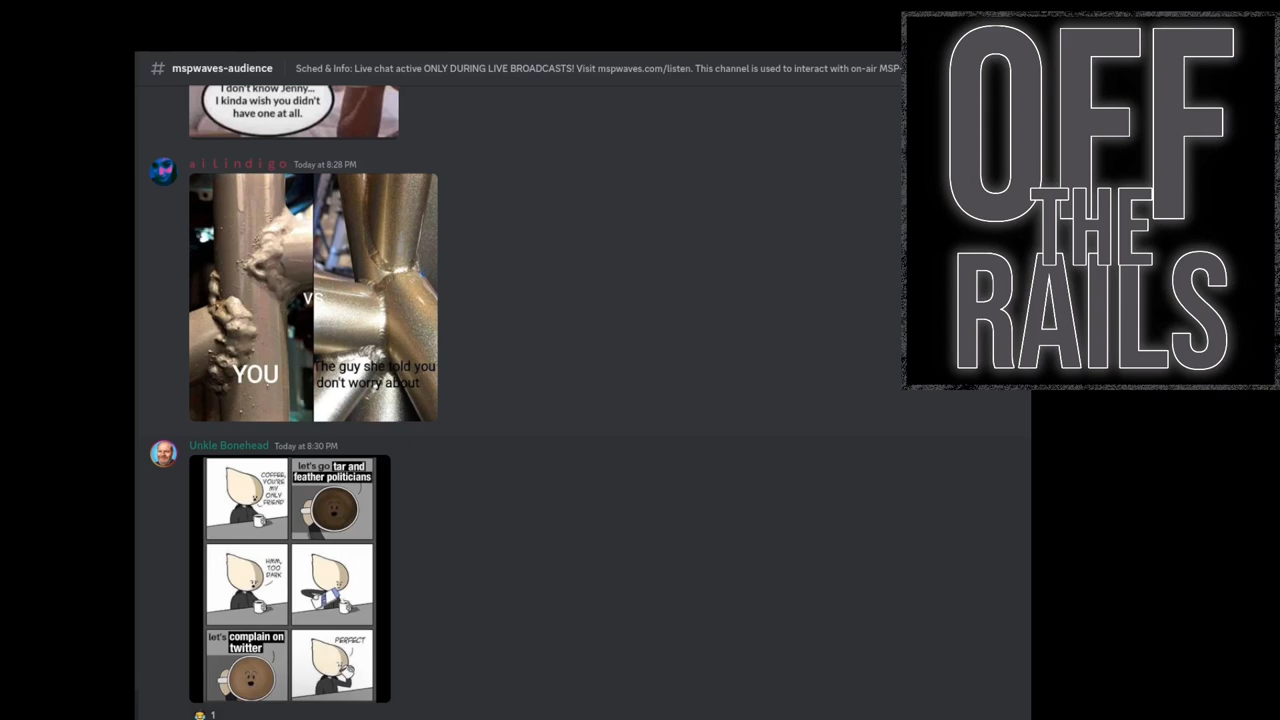 mspwaves-audience
Sched & Info: Live chat active ONLY DURING LIVE BROADCASTS! Visit mspwaves.com/listen. This channel is used to interact with on-air MSP-
OFF
THE
RAILS
I don't know Jenny...
I kinda wish you didn't
have one at all.
a i L i n d i g o Today at 8:28 PM
vs
YOU
The guy she told you
don't worry about
Unkle Bonehead Today at 8:30 PM
COFFEE,
YOU'RE
MY
ONLY
FRIEND
let's go tar and
feather politicians
HMM,
TOO
DARK
let's complain on
twitter
PERFECT
1